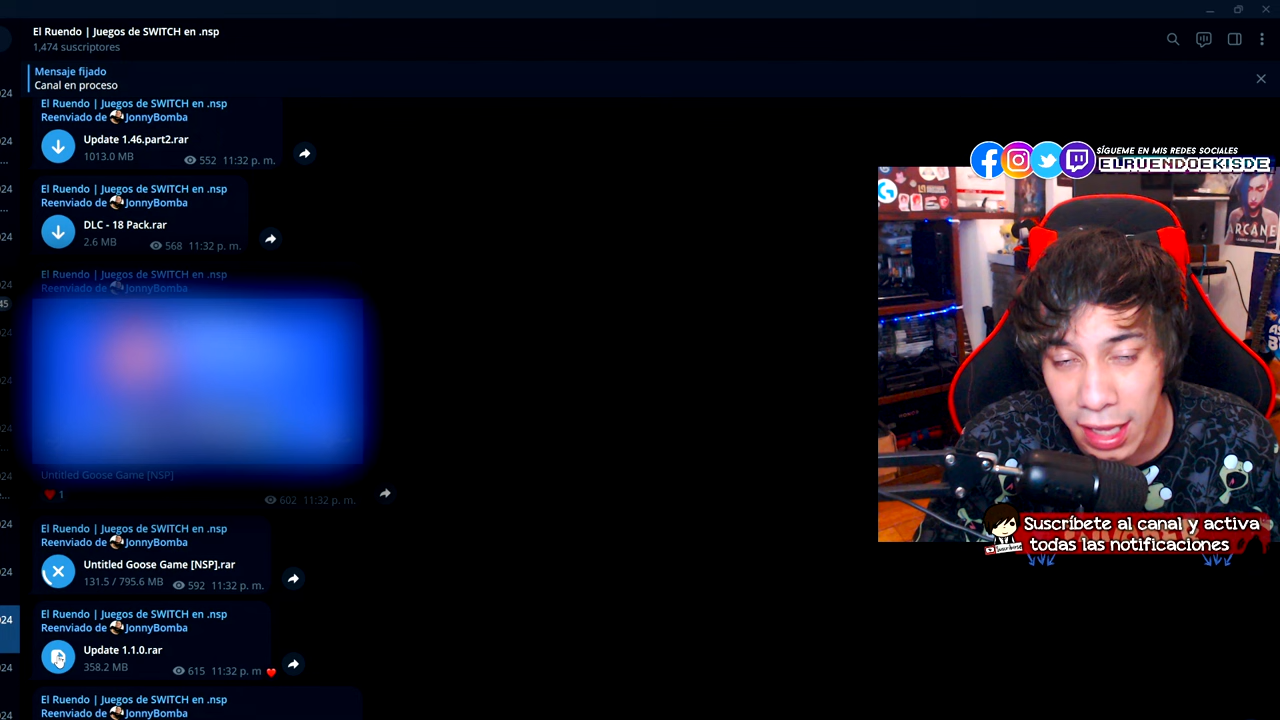 El Ruendo | Juegos de SWITCH en .nsp
1,474 suscriptores
Mensaje fijado
Canal en proceso
El Ruendo | Juegos de SWITCH en .nsp
Reenviado de JonnyBomba
Update 1.46.part2.rar
1013.0 MB 552 11:32 p. m.
El Ruendo | Juegos de SWITCH en .nsp
Reenviado de JonnyBomba
DLC - 18 Pack.rar
2.6 MB 568 11:32 p. m.
El Ruendo | Juegos de SWITCH en .nsp
Reenviado de JonnyBomba
Untitled Goose Game [NSP]
1 602 11:32 p. m.
El Ruendo | Juegos de SWITCH en .nsp
Reenviado de JonnyBomba
Untitled Goose Game [NSP].rar
131.5 / 795.6 MB 592 11:32 p. m.
El Ruendo | Juegos de SWITCH en .nsp
Reenviado de JonnyBomba
Update 1.1.0.rar
358.2 MB 615 11:32 p. m
El Ruendo | Juegos de SWITCH en .nsp
Reenviado de JonnyBomba
SÍGUEME EN MIS REDES SOCIALES
ELRUENDOEKISDE
ARCANE
Suscríbete al canal y activa
todas las notificaciones